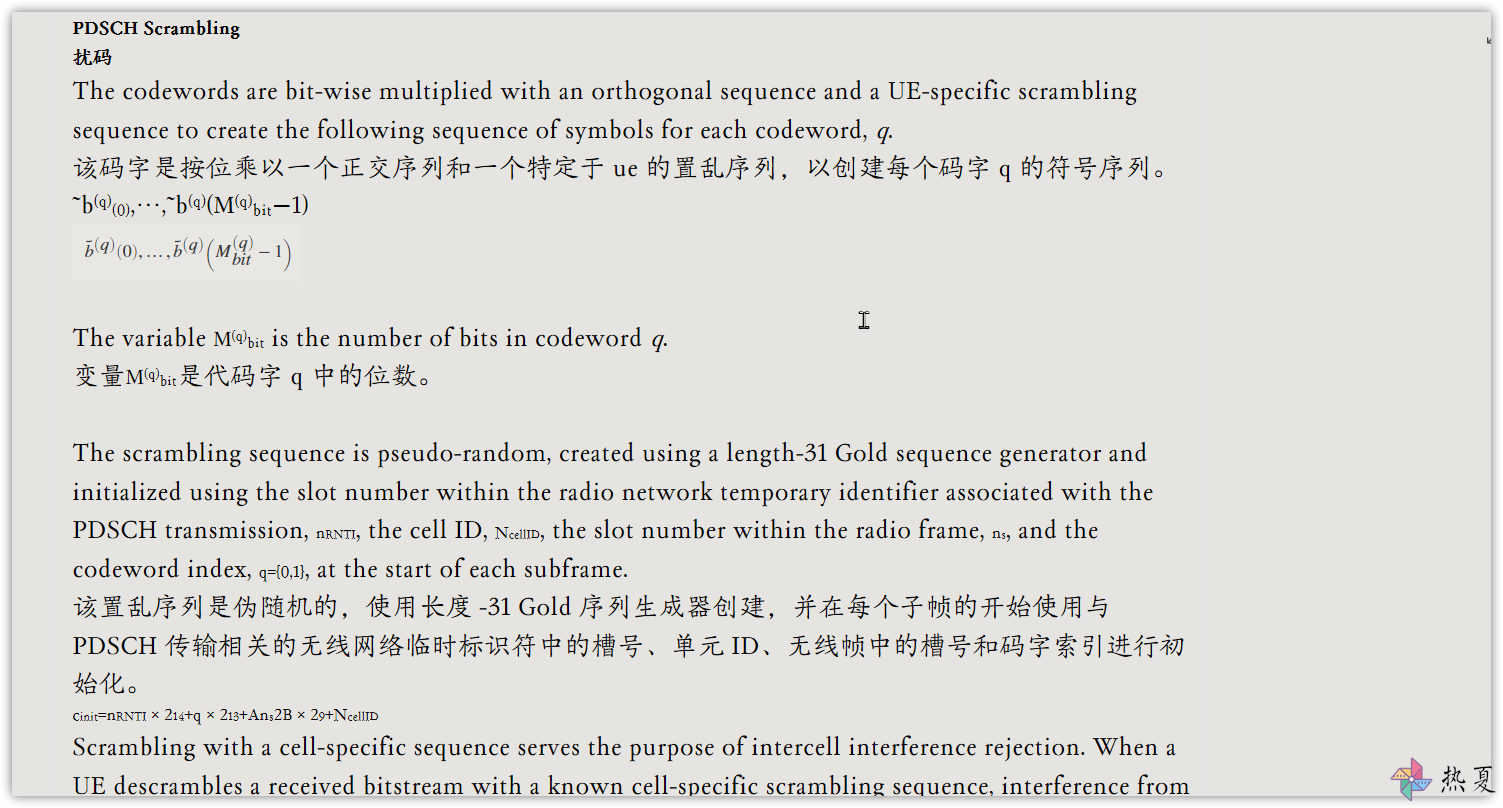 PDSCH Scrambling
扰码
The codewords are bit-wise multiplied with an orthogonal sequence and a UE-specific scrambling
sequence to create the following sequence of symbols for each codeword, q.
该码字是按位乘以一个正交序列和一个特定于 ue 的置乱序列，以创建每个码字 q 的符号序列。
~b(q)(0),⋯,~b(q)(M(q)bit−1)
b̃(q)(0),…,b̃(q)(M(q)bit − 1)
The variable M(q)bit is the number of bits in codeword q.
变量M(q)bit是代码字 q 中的位数。
The scrambling sequence is pseudo-random, created using a length-31 Gold sequence generator and
initialized using the slot number within the radio network temporary identifier associated with the
PDSCH transmission, nRNTI, the cell ID, NcellID, the slot number within the radio frame, ns, and the
codeword index, q={0,1}, at the start of each subframe.
该置乱序列是伪随机的，使用长度 -31 Gold 序列生成器创建，并在每个子帧的开始使用与
PDSCH 传输相关的无线网络临时标识符中的槽号、单元 ID、无线帧中的槽号和码字索引进行初
始化。
cinit=nRNTI × 214+q × 213+Ans2B × 29+NcellID
Scrambling with a cell-specific sequence serves the purpose of intercell interference rejection. When a
UE descrambles a received bitstream with a known cell-specific scrambling sequence, interference from
热夏